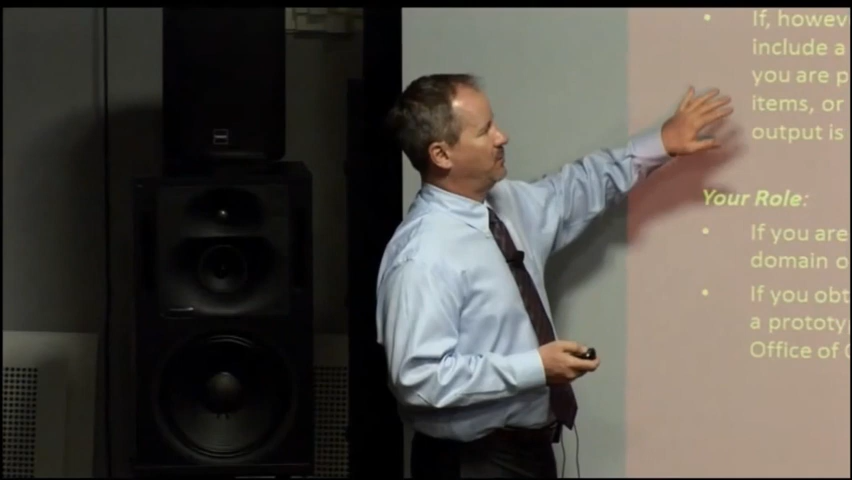 • If, howev
include a
you are p
items, or
output is
Your Role:
• If you are
domain o
• If you obt
a prototy
Office of